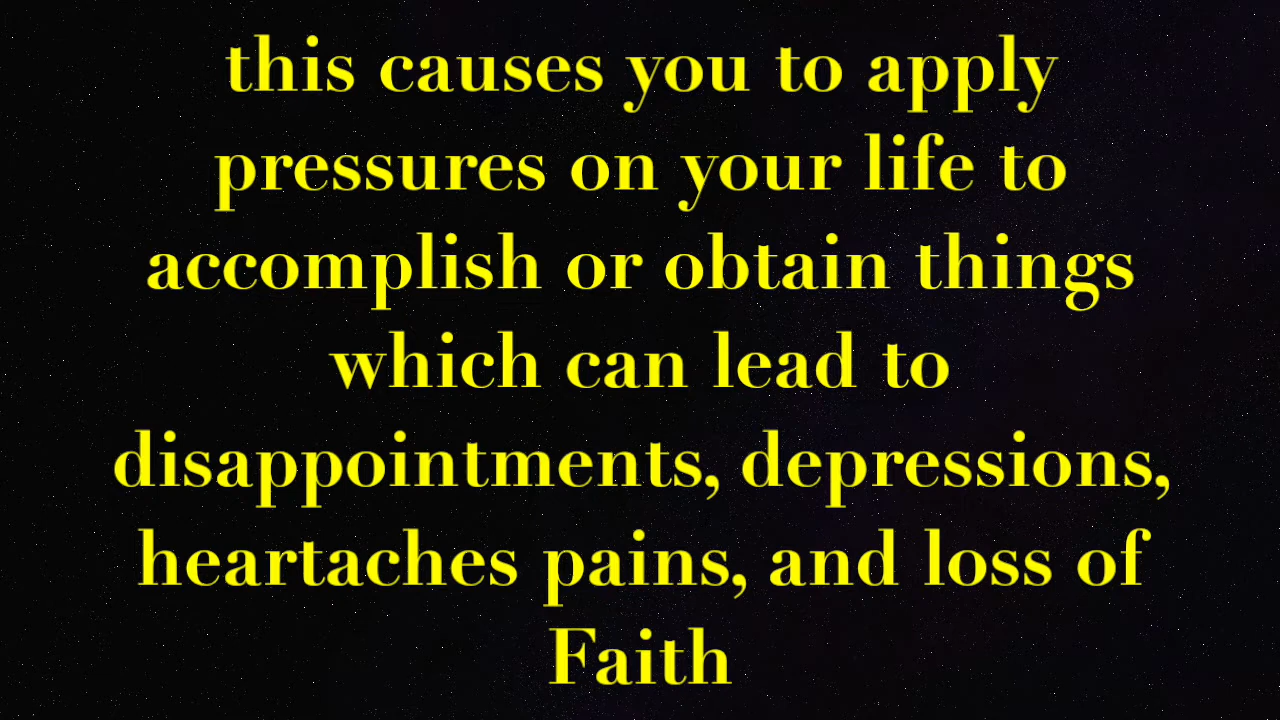 this causes you to apply
pressures on your life to
accomplish or obtain things
which can lead to
disappointments, depressions,
heartaches pains, and loss of
Faith